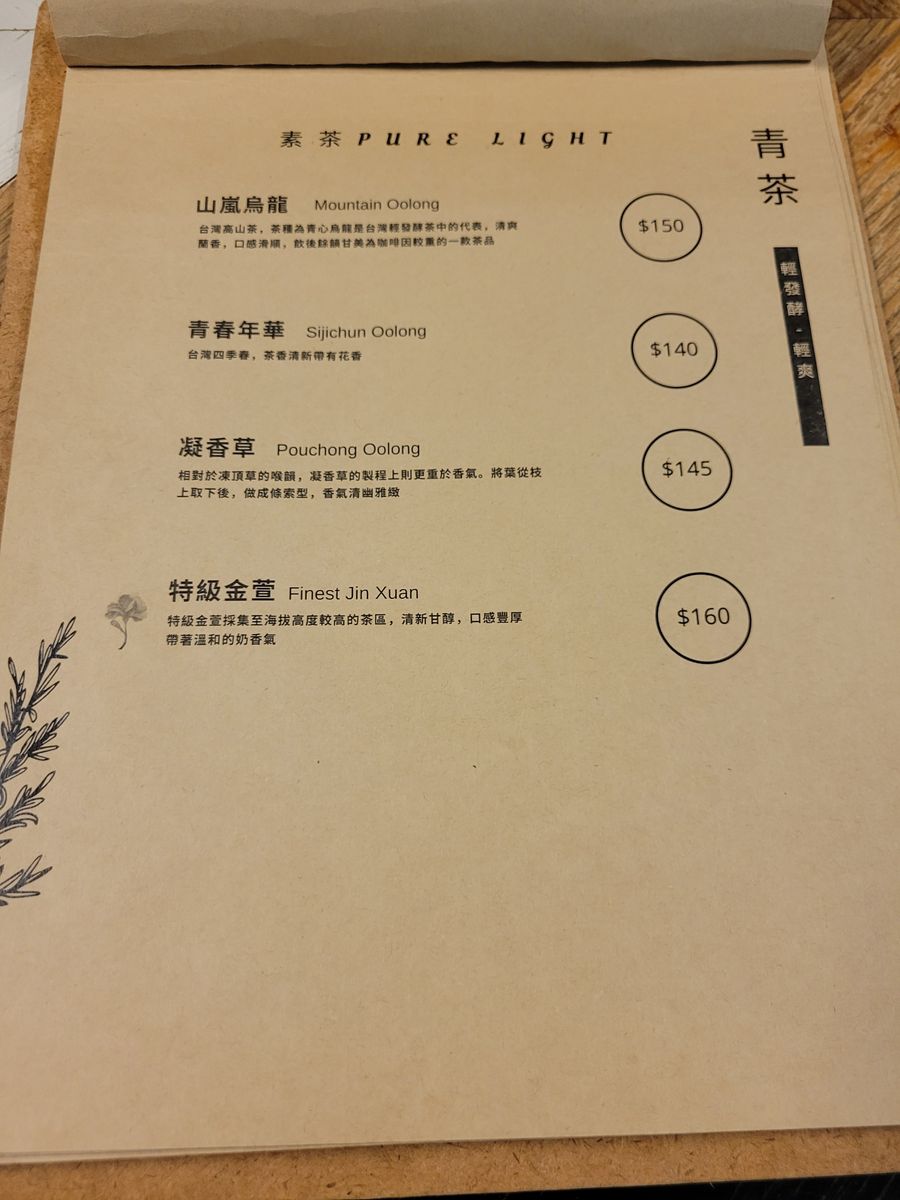 素茶 PURE LIGHT
青茶
輕發酵-輕爽
山嵐烏龍 Mountain Oolong
$150
台灣高山茶，茶種為青心烏龍是台灣輕發酵茶中的代表，清爽
蘭香，口感滑順，飲後餘韻甘美為咖啡因較重的一款茶品
青春年華 Sijichun Oolong
$140
台灣四季春，茶香清新帶有花香
凝香草 Pouchong Oolong
$145
相對於凍頂草的喉韻，凝香草的製程上則更重於香氣。將葉從枝
上取下後，做成條索型，香氣清幽雅緻
特級金萱 Finest Jin Xuan
$160
特級金萱採集至海拔高度較高的茶區，清新甘醇，口感豐厚
帶著溫和的奶香氣